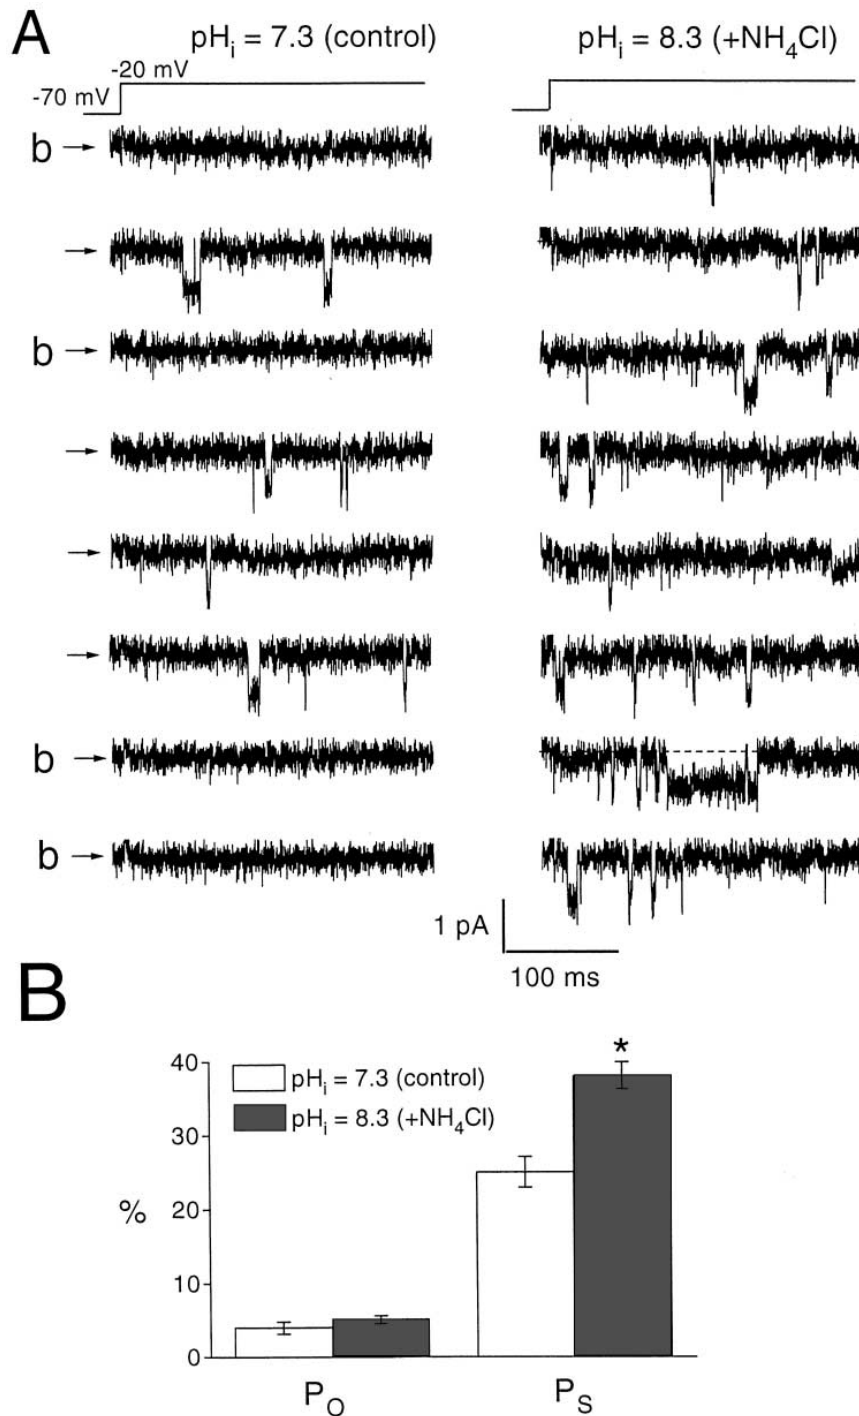 A
pHi = 7.3 (control)
pHi = 8.3 (+NH4Cl)
-20 mV
-70 mV
b
b
b
b
1 pA
100 ms
B
40
30
20
10
0
%
pHi = 7.3 (control)
pHi = 8.3 (+NH4Cl)
*
PO
PS